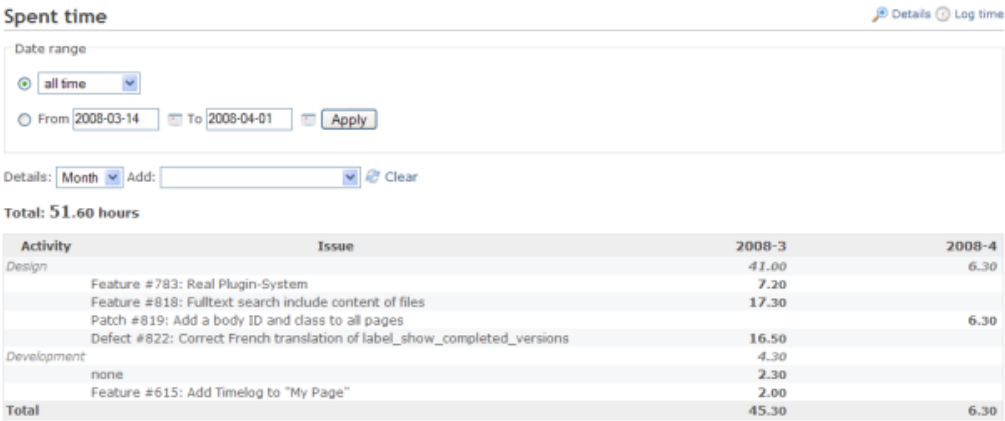 Spent time Details Log time
Date range
all time
From 2008-03-14 To 2008-04-01 Apply
Details: Month Add: Clear
Total: 51.60 hours
Activity Issue 2008-3 2008-4
Design 41.00 6.30
Feature #783: Real Plugin-System 7.20
Feature #818: Fulltext search include content of files 17.30
Patch #819: Add a body ID and class to all pages 6.30
Defect #822: Correct French translation of label_show_completed_versions 16.50
Development 4.30
none 2.30
Feature #615: Add Timelog to "My Page" 2.00
Total 45.30 6.30